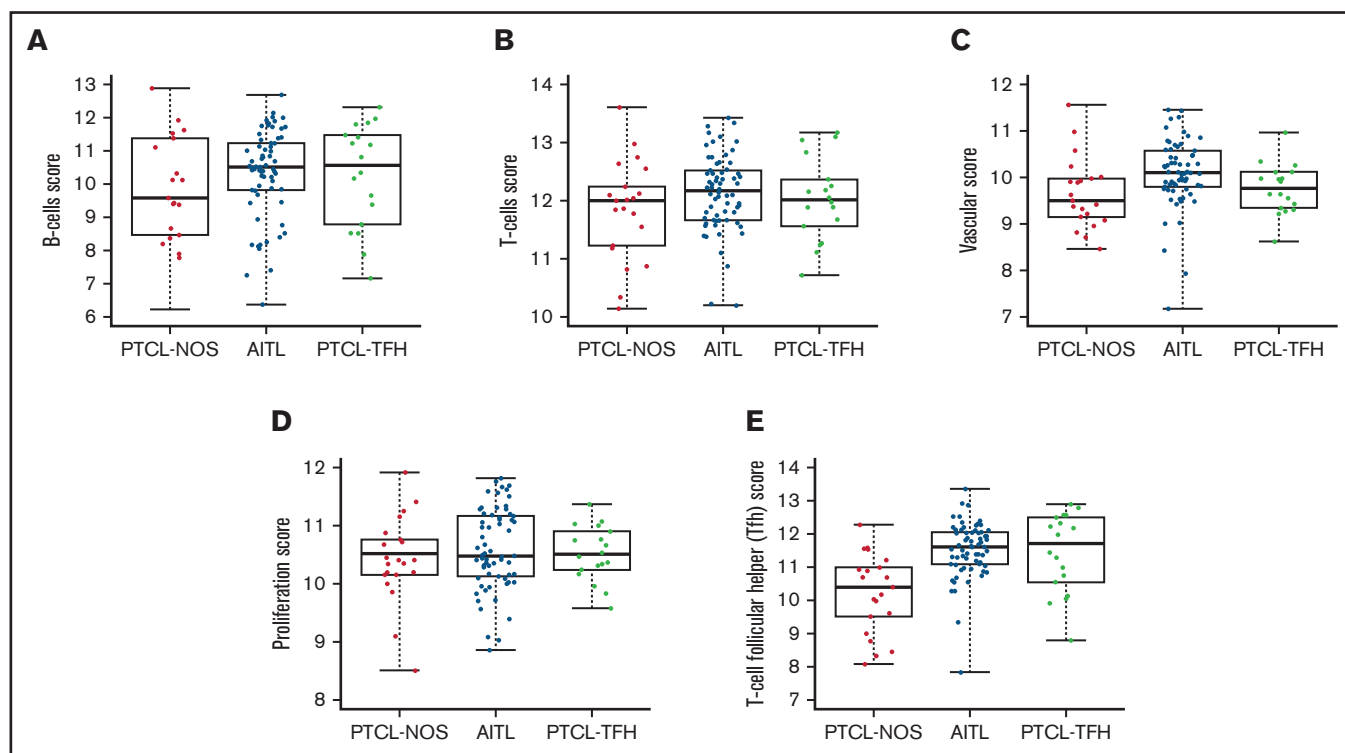 A
B-cells score
13
12
11
10
9
8
7
6
PTCL-NOS AITL PTCL-TFH
B
T-cells score
14
13
12
11
10
PTCL-NOS AITL PTCL-TFH
C
Vascular score
12
11
10
9
8
7
PTCL-NOS AITL PTCL-TFH
D
Proliferation score
12
11
10
9
8
PTCL-NOS AITL PTCL-TFH
E
T-cell follicular helper (Tfh) score
14
13
12
11
10
9
8
7
PTCL-NOS AITL PTCL-TFH